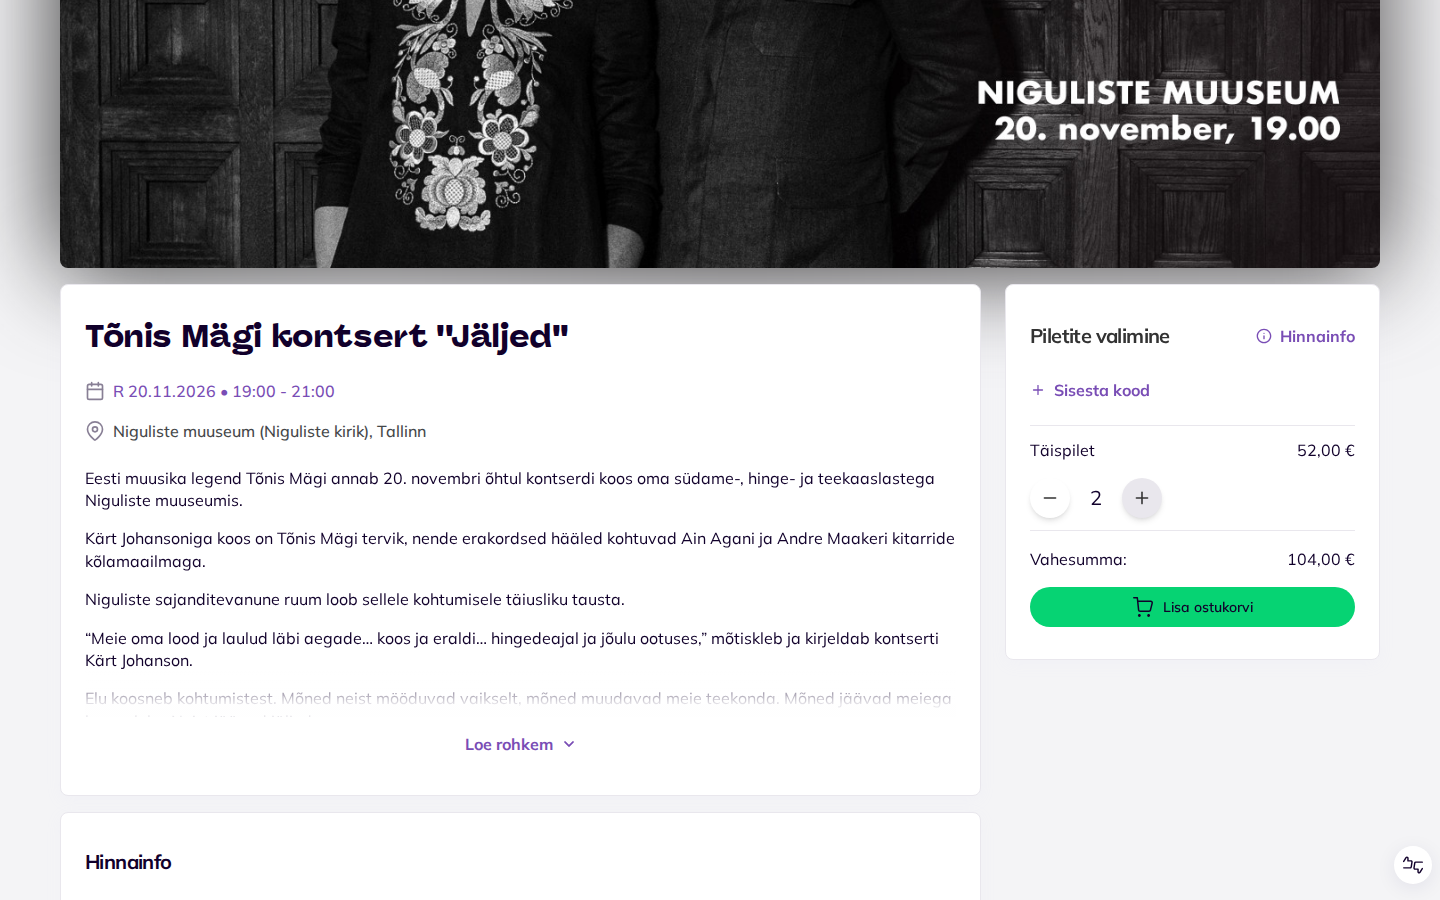 NIGULISTE MUUSEUM
20. november, 19.00
Tõnis Mägi kontsert "Jäljed"
R 20.11.2026 • 19:00 - 21:00
Niguliste muuseum (Niguliste kirik), Tallinn
Eesti muusika legend Tõnis Mägi annab 20. novembri õhtul kontserdi koos oma südame-, hinge- ja teekaaslastega
Niguliste muuseumis.
Kärt Johansoniga koos on Tõnis Mägi tervik, nende erakordsed hääled kohtuvad Ain Agani ja Andre Maakeri kitarride
kõlamaailmaga.
Niguliste sajanditevanune ruum loob sellele kohtumisele täiusliku tausta.
“Meie oma lood ja laulud läbi aegade... koos ja eraldi... hingedeajal ja jõulu ootuses,” mõtiskleb ja kirjeldab kontserti
Kärt Johanson.
Elu koosneb kohtumistest. Mõned neist mööduvad vaikselt, mõned muudavad meie teekonda. Mõned jäävad meiega
Loe rohkem
Hinnainfo
Piletite valimine
Hinnainfo
+ Sisesta kood
Täispilet 52,00 €
− 2 +
Vahesumma: 104,00 €
Lisa ostukorvi